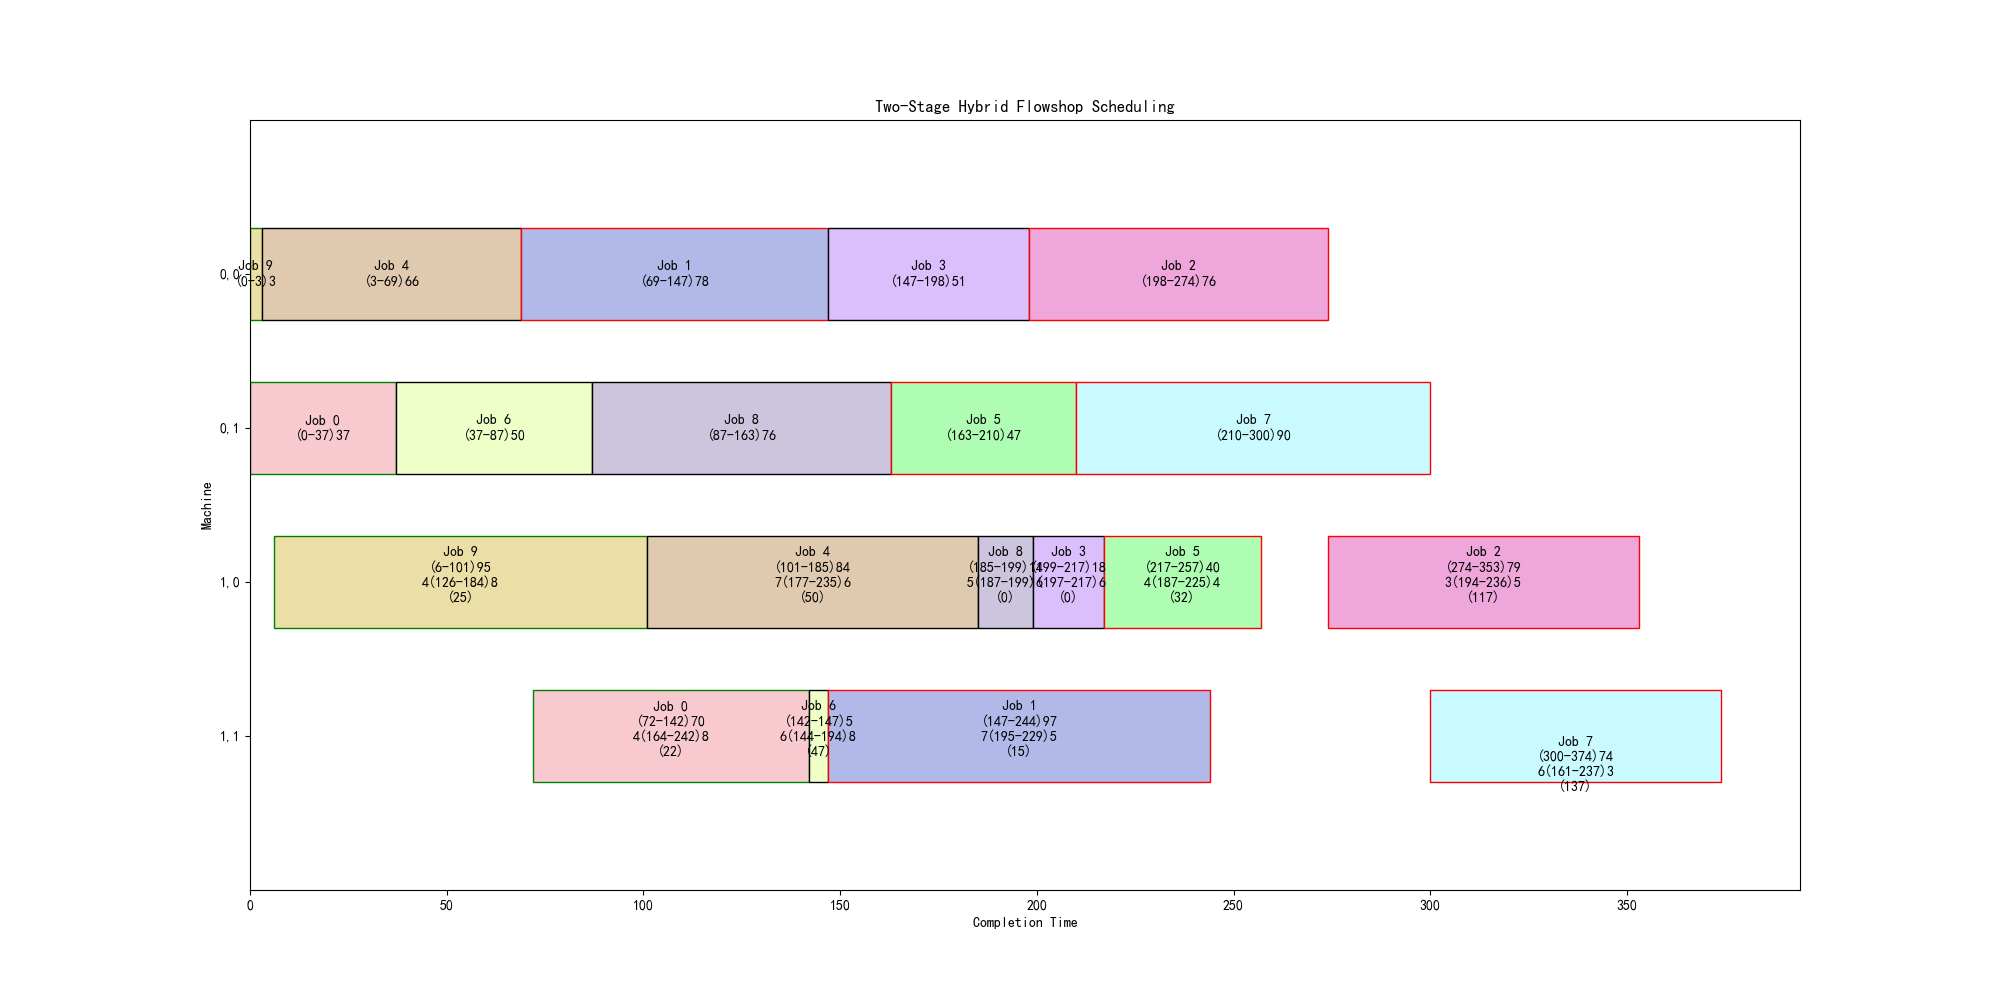 Two-Stage Hybrid Flowshop Scheduling
Machine
0,0
Job 9
(0-3)3
Job 4
(3-69)66
Job 1
(69-147)78
Job 3
(147-198)51
Job 2
(198-274)76
0,1
Job 0
(0-37)37
Job 6
(37-87)50
Job 8
(87-163)76
Job 5
(163-210)47
Job 7
(210-300)90
1,0
Job 9
(6-101)95
4(126-184)8
(25)
Job 4
(101-185)84
7(177-235)6
(50)
Job 8
(185-199)14
5(187-199)6
(0)
Job 3
(199-217)18
(197-217)6
(0)
Job 5
(217-257)40
4(187-225)4
(32)
Job 2
(274-353)79
3(194-236)5
(117)
1,1
Job 0
(72-142)70
4(164-242)8
(22)
Job 6
(142-147)5
6(144-194)8
(47)
Job 1
(147-244)97
7(195-229)5
(15)
Job 7
(300-374)74
6(161-237)3
(137)
0
50
100
150
200
250
300
350
Completion Time